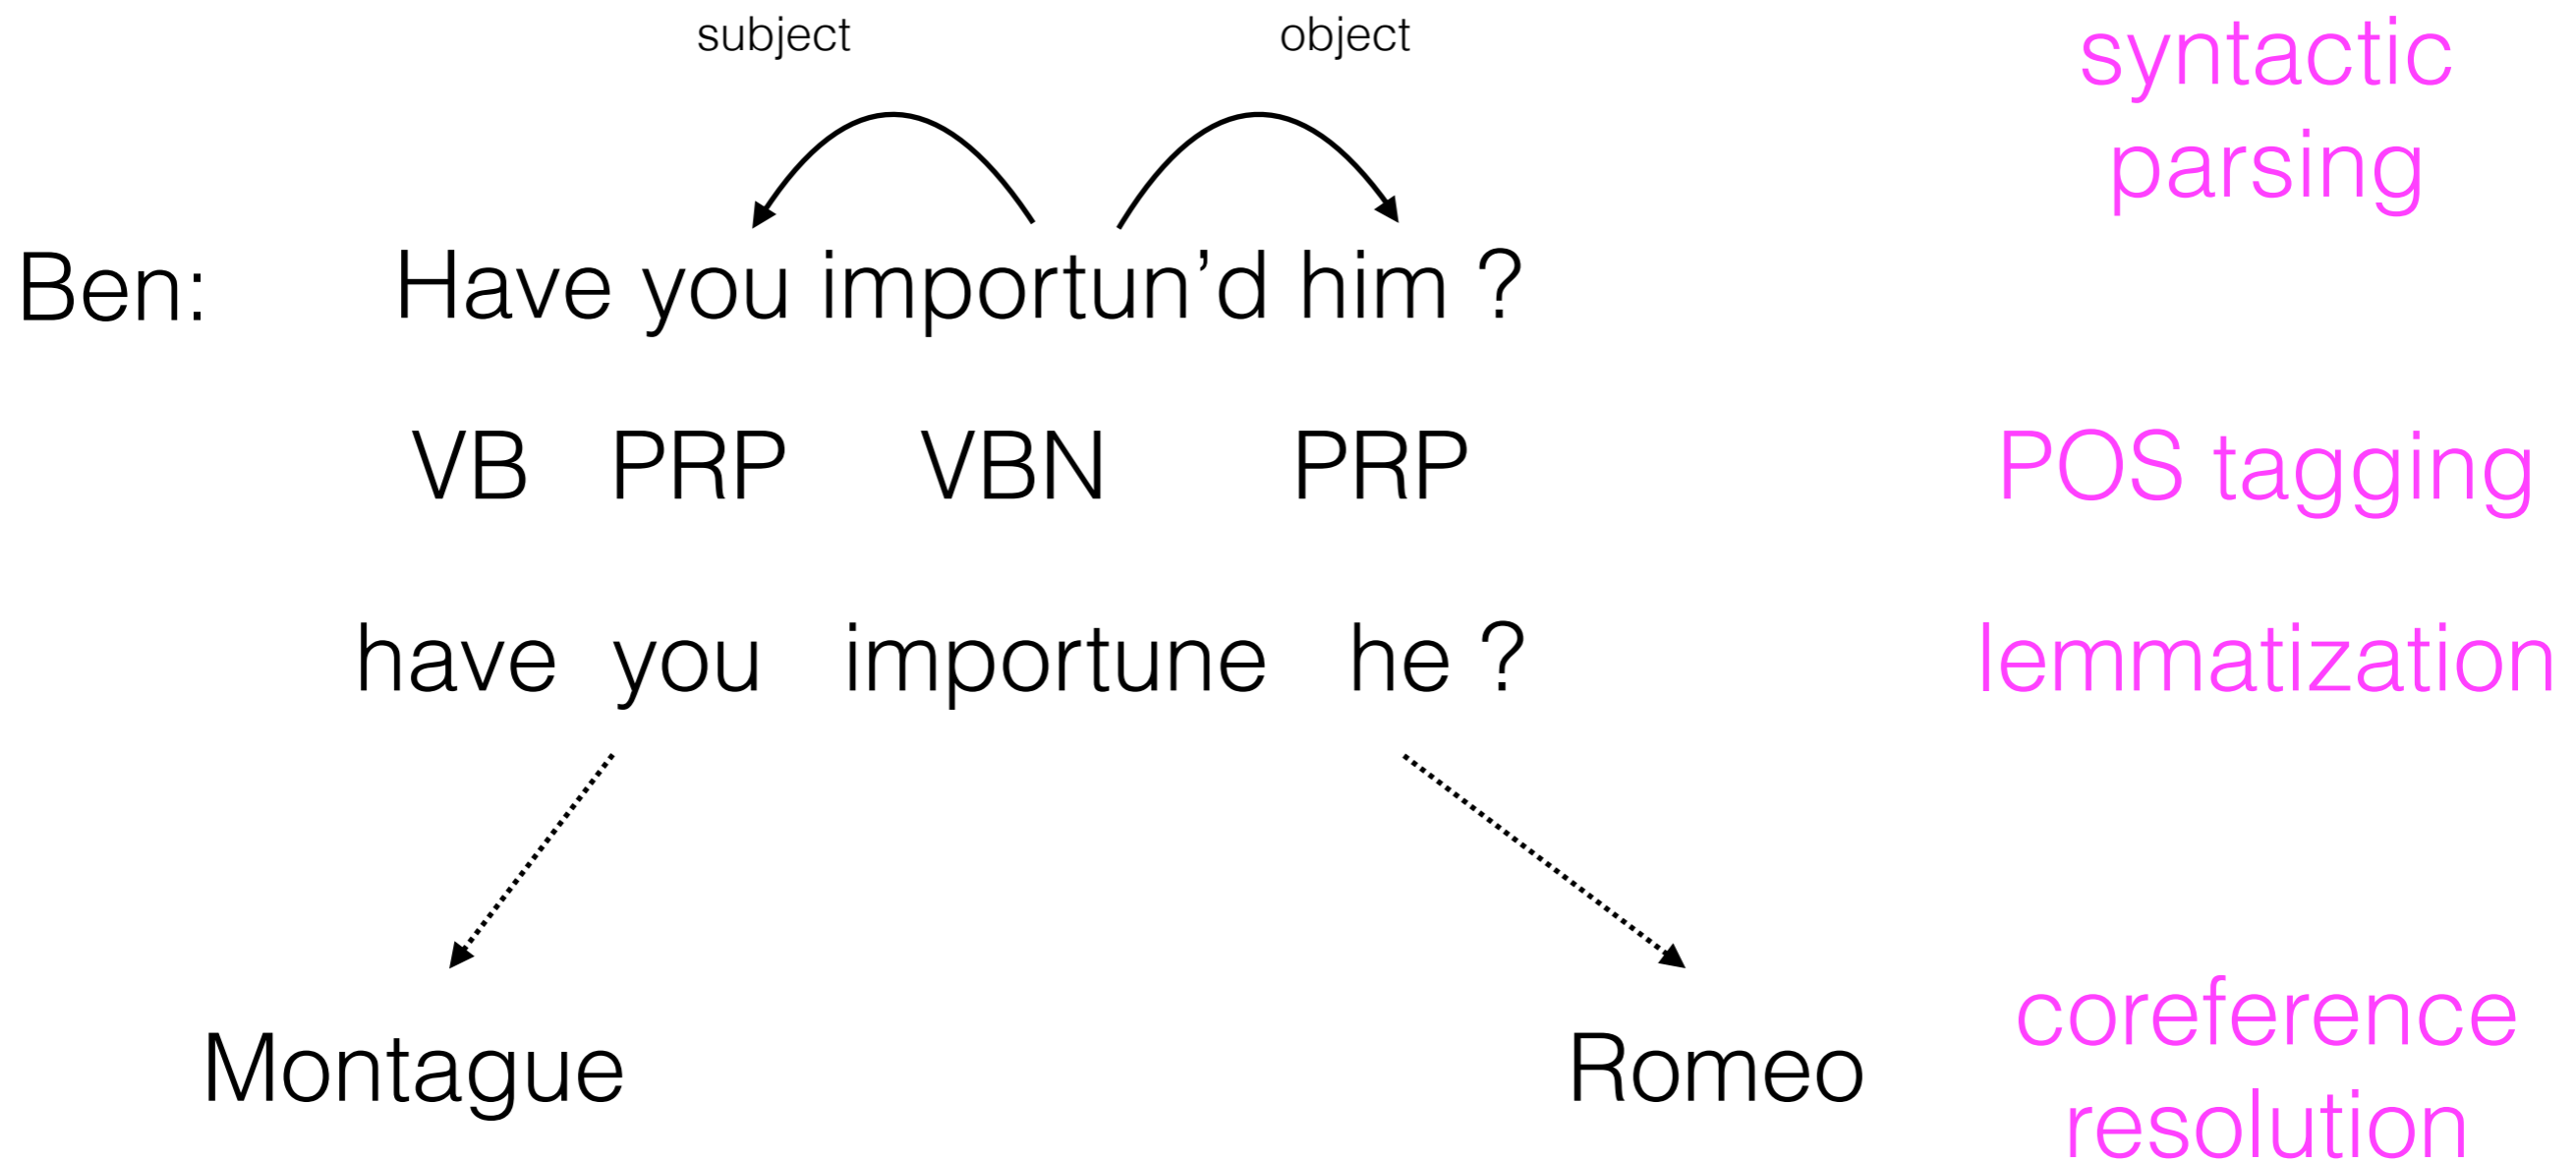 subject object
syntactic
parsing
Ben: Have you importun’d him ?
VB PRP VBN PRP
POS tagging
have you importune he ?
lemmatization
Montague Romeo
coreference
resolution